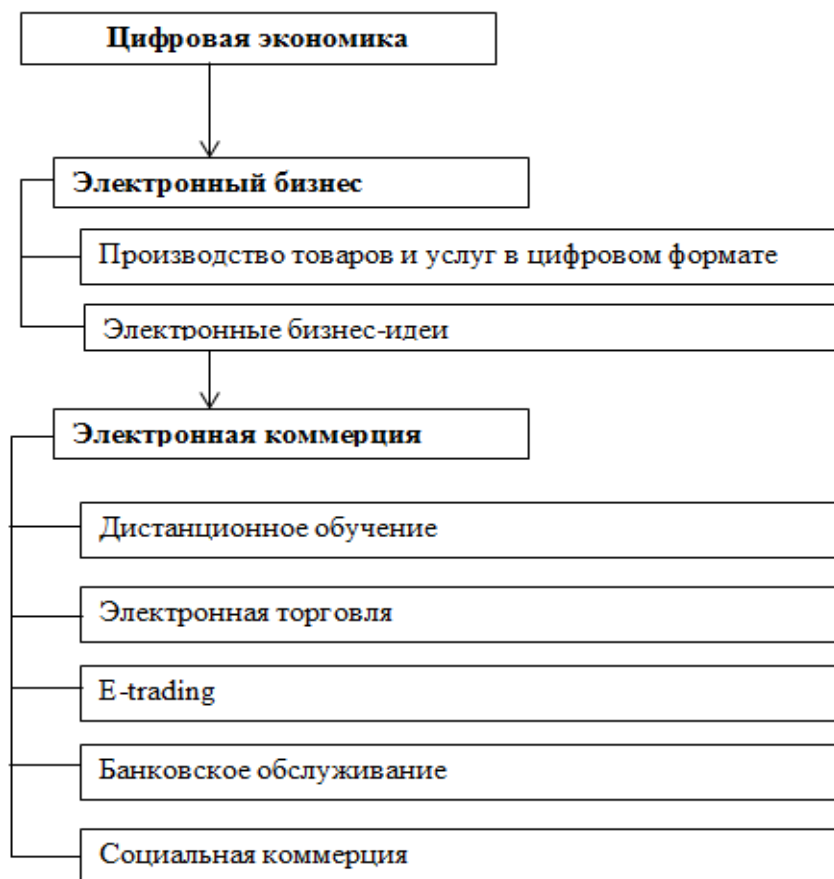 Цифровая экономика
Электронный бизнес
Производство товаров и услуг в цифровом формате
Электронные бизнес-идеи
Электронная коммерция
Дистанционное обучение
Электронная торговля
E-trading
Банковское обслуживание
Социальная коммерция